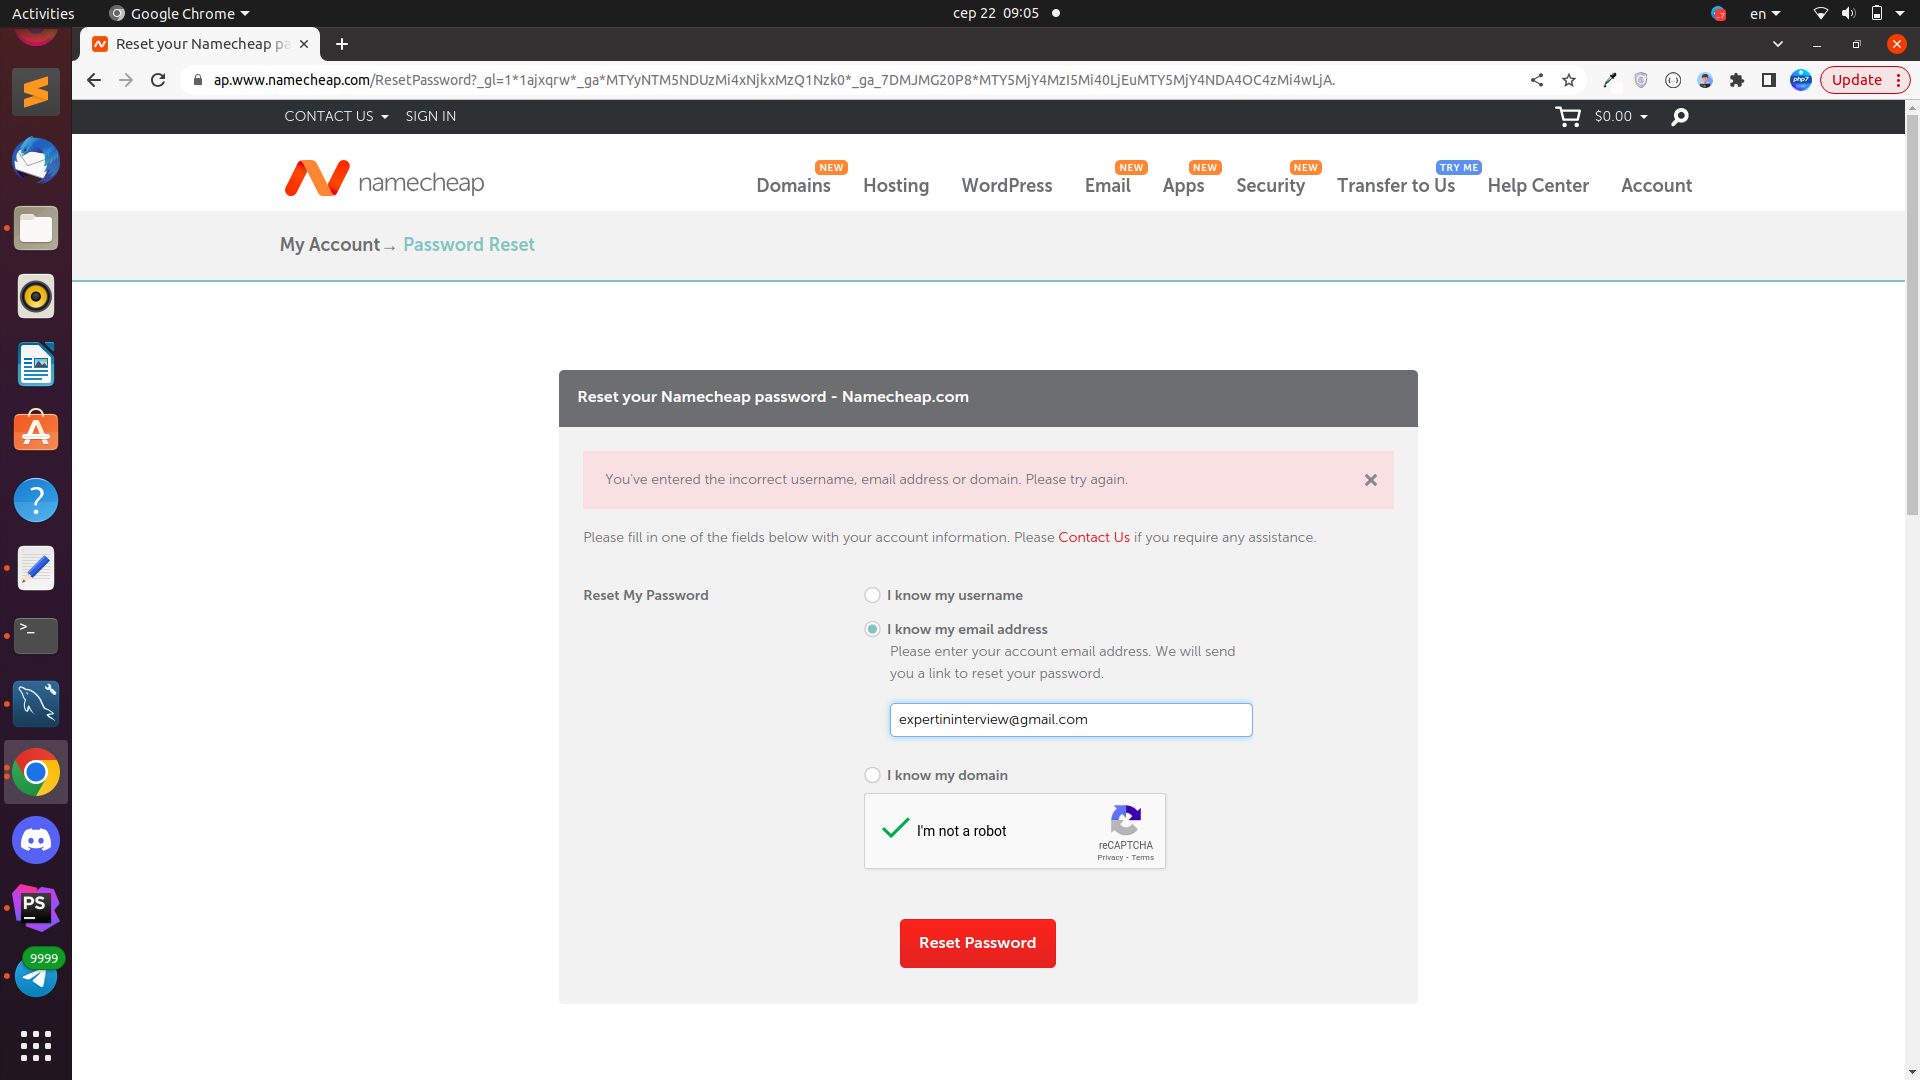 Activities
Google Chrome
сер 22 09:05
en
Reset your Namecheap pa
ap.www.namecheap.com/ResetPassword?_gl=1*1ajxqrw*_ga*MTYyNTM5NDUzMi4xNjkxMzQ1Nzk0*_ga_7DMJMG20P8*MTY5MjY4MzI5Mi40LjEuMTY5MjY4NDA4OC4zMi4wLjA.
Update
CONTACT US
SIGN IN
$0.00
namecheap
NEW
NEW
NEW
NEW
TRY ME
Domains
Hosting
WordPress
Email
Apps
Security
Transfer to Us
Help Center
Account
My Account→ Password Reset
Reset your Namecheap password - Namecheap.com
You've entered the incorrect username, email address or domain. Please try again.
Please fill in one of the fields below with your account information. Please Contact Us if you require any assistance.
Reset My Password
I know my username
I know my email address
Please enter your account email address. We will send
you a link to reset your password.
expertininterview@gmail.com
I know my domain
I'm not a robot
reCAPTCHA
Privacy - Terms
Reset Password
PS
9999